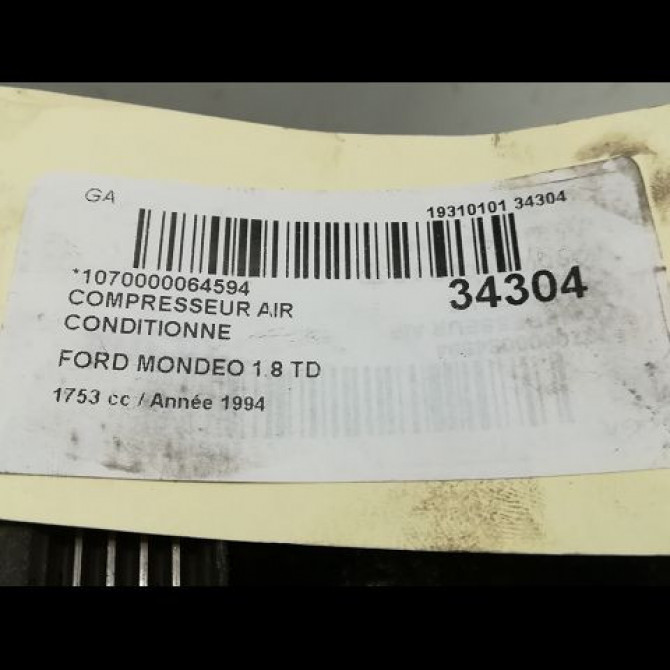 GA
19310101 34304
*1070000064594
34304
COMPRESSEUR AIR
CONDITIONNE
FORD MONDEO 1.8 TD
1753 cc / Année 1994